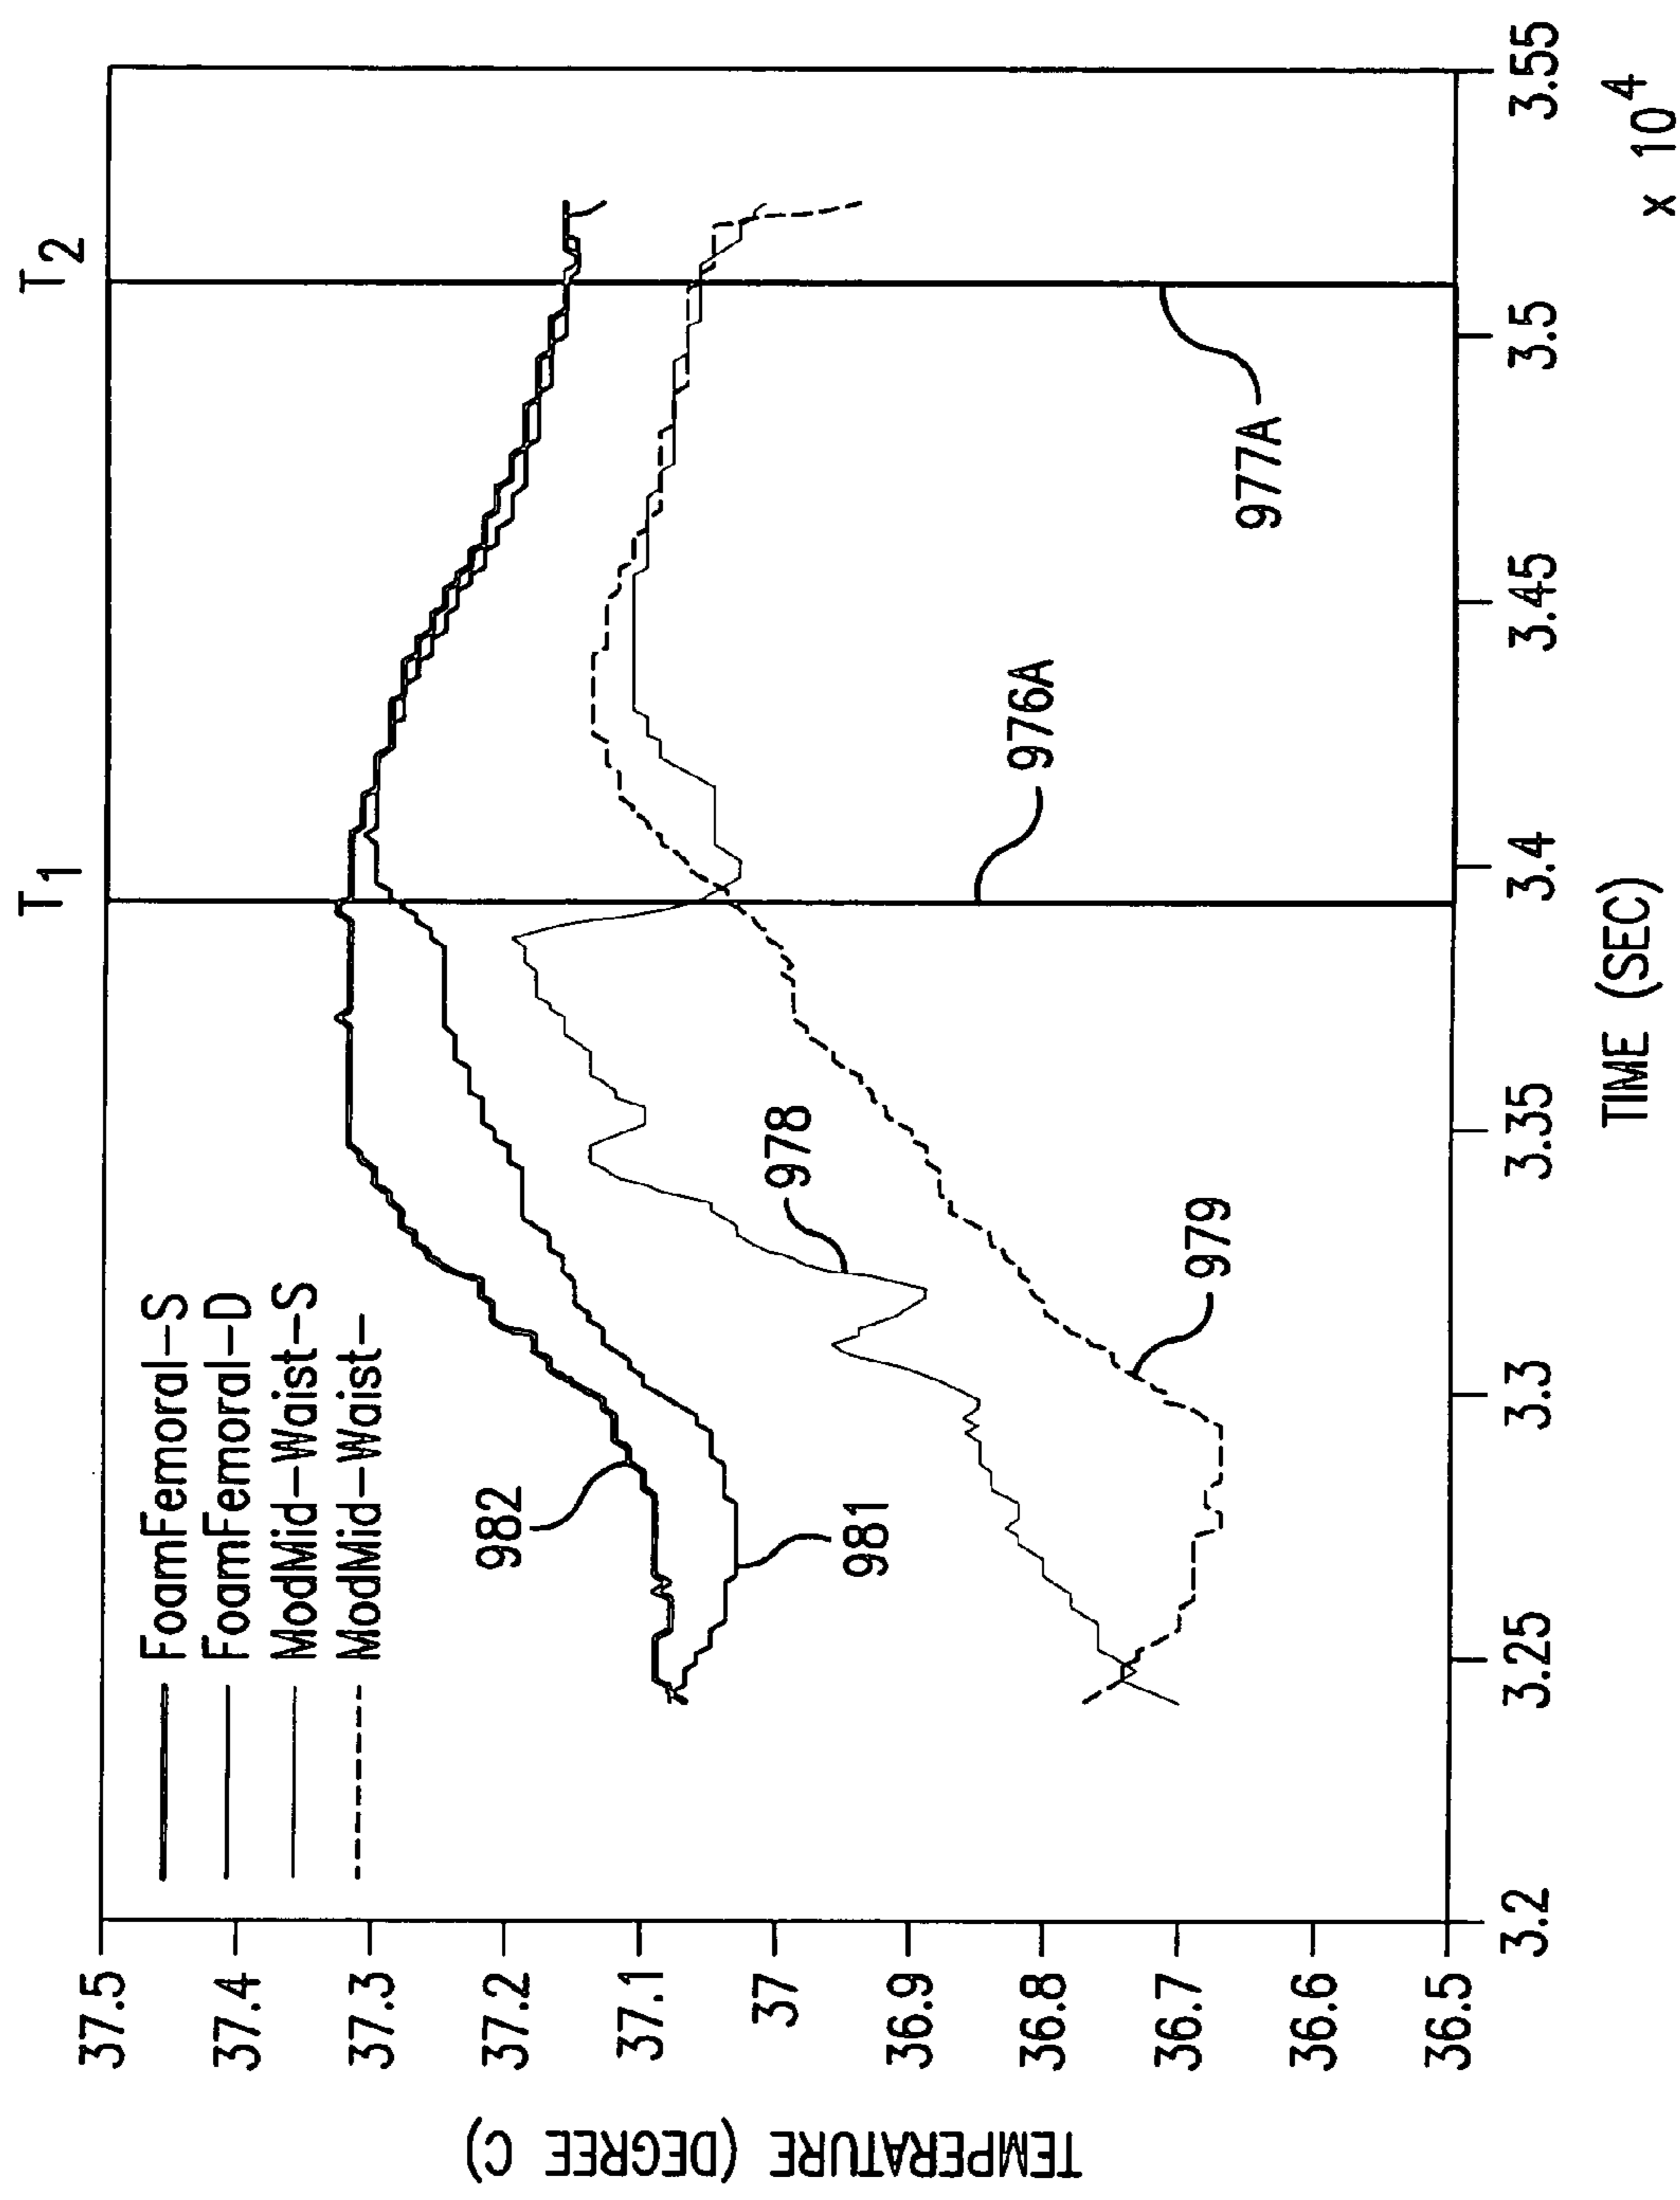 T1
T2
FoamFemoral-S
FoamFemoral-D
ModMid-Waist-S
ModMid-Waist-
982
981
978
979
976A
977A
37.5
37.4
37.3
37.2
37.1
37
36.9
36.8
36.7
36.6
36.5
TEMPERATURE (DEGREE C)
3.2
3.25
3.3
3.35
3.4
3.45
3.5
3.55
TIME (SEC)
x 10^4